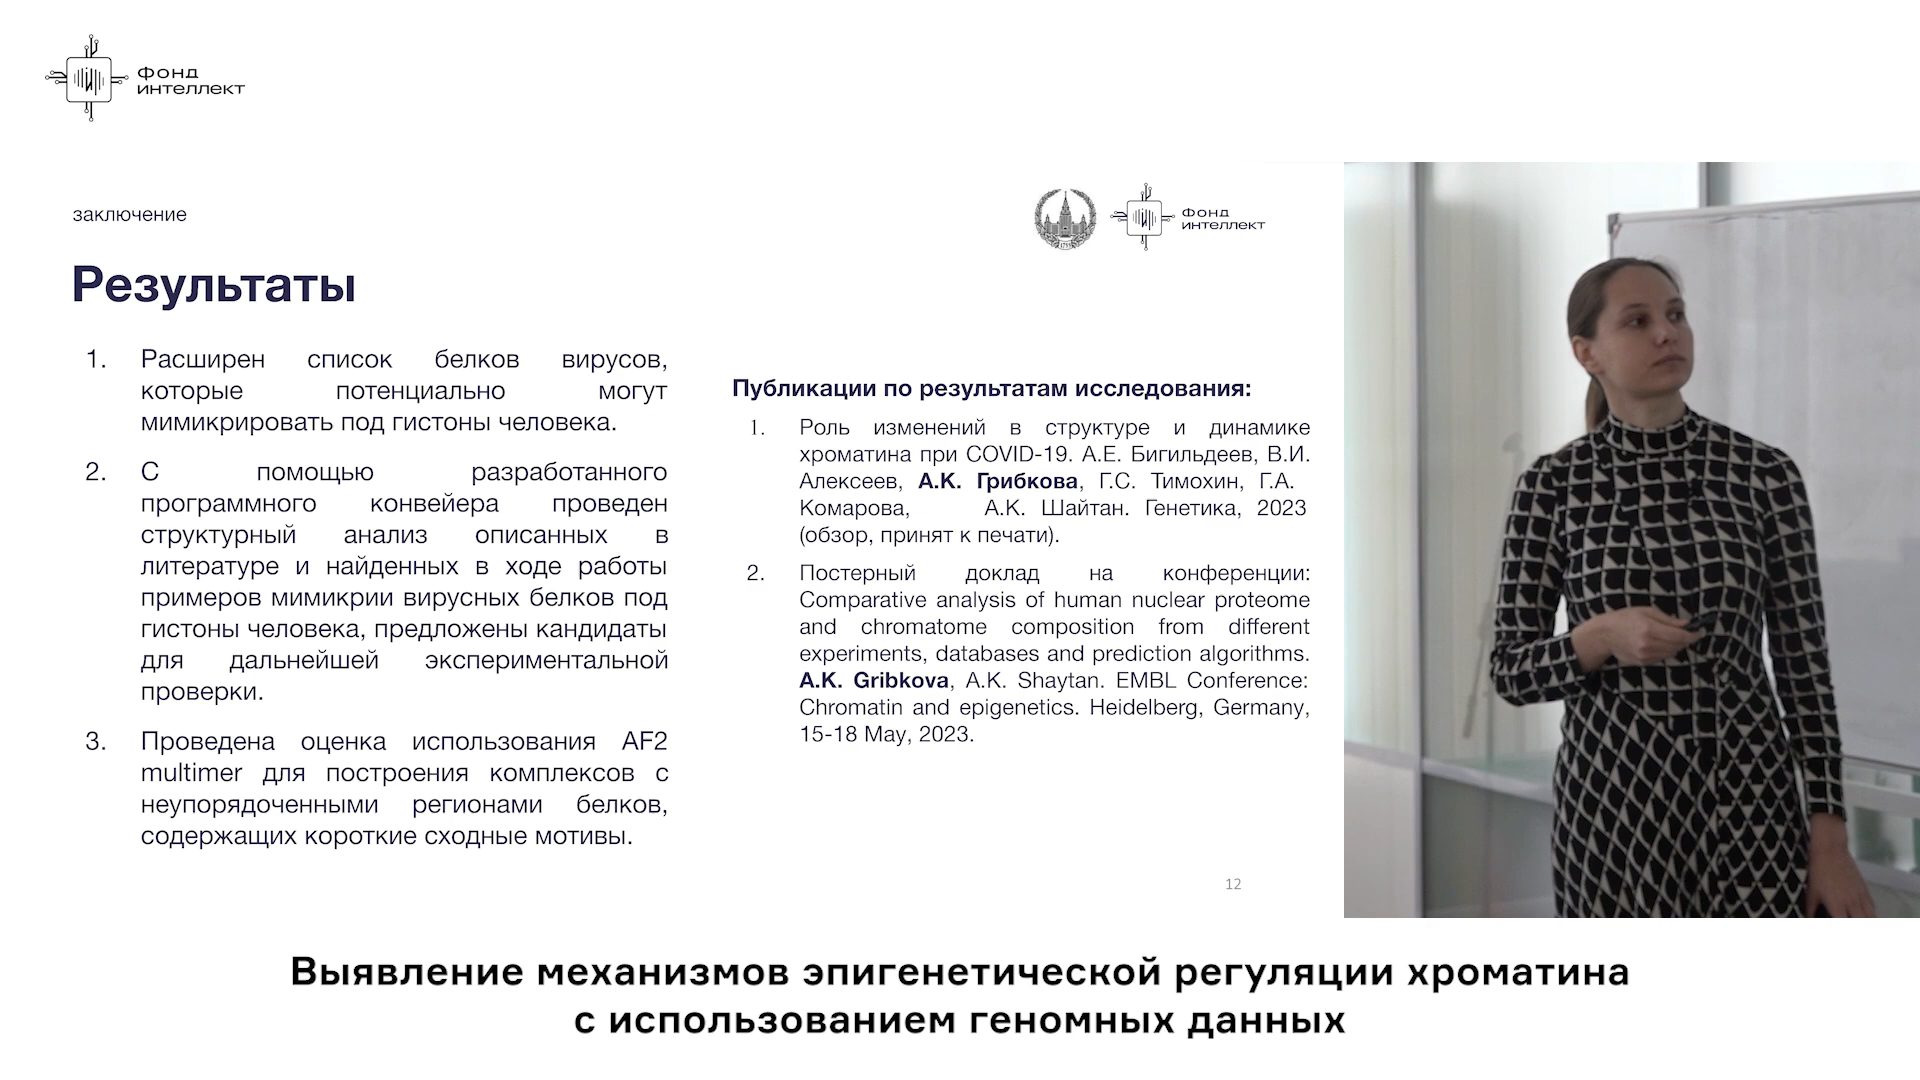 Фонд
интеллект
заключение
Фонд
интеллект
Результаты
1. Расширен список белков вирусов,
которые потенциально могут
мимикрировать под гистоны человека.
2. С помощью разработанного
программного конвейера проведен
структурный анализ описанных в
литературе и найденных в ходе работы
примеров мимикрии вирусных белков под
гистоны человека, предложены кандидаты
для дальнейшей экспериментальной
проверки.
3. Проведена оценка использования AF2
multimer для построения комплексов с
неупорядоченными регионами белков,
содержащих короткие сходные мотивы.
Публикации по результатам исследования:
1. Роль изменений в структуре и динамике
хроматина при COVID-19. А.Е. Бигильдеев, В.И.
Алексеев, А.К. Грибкова, Г.С. Тимохин, Г.А.
Комарова, А.К. Шайтан. Генетика, 2023
(обзор, принят к печати).
2. Постерный доклад на конференции:
Comparative analysis of human nuclear proteome
and chromatome composition from different
experiments, databases and prediction algorithms.
A.K. Gribkova, A.K. Shaytan. EMBL Conference:
Chromatin and epigenetics. Heidelberg, Germany,
15-18 May, 2023.
12
Выявление механизмов эпигенетической регуляции хроматина
с использованием геномных данных